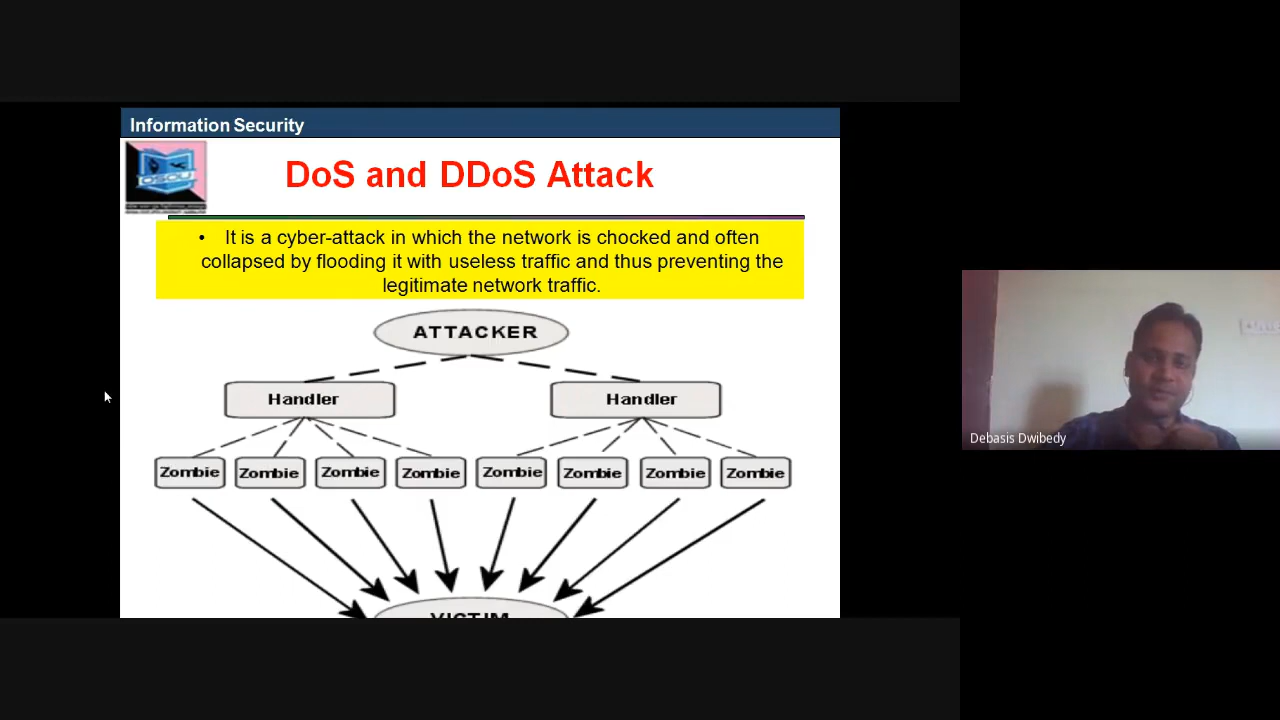 Information Security
OSOU
DoS and DDoS Attack
• It is a cyber-attack in which the network is chocked and often
collapsed by flooding it with useless traffic and thus preventing the
legitimate network traffic.
ATTACKER
Handler Handler
Zombie Zombie Zombie Zombie Zombie Zombie Zombie Zombie
VICTIM
Debasis Dwibedy